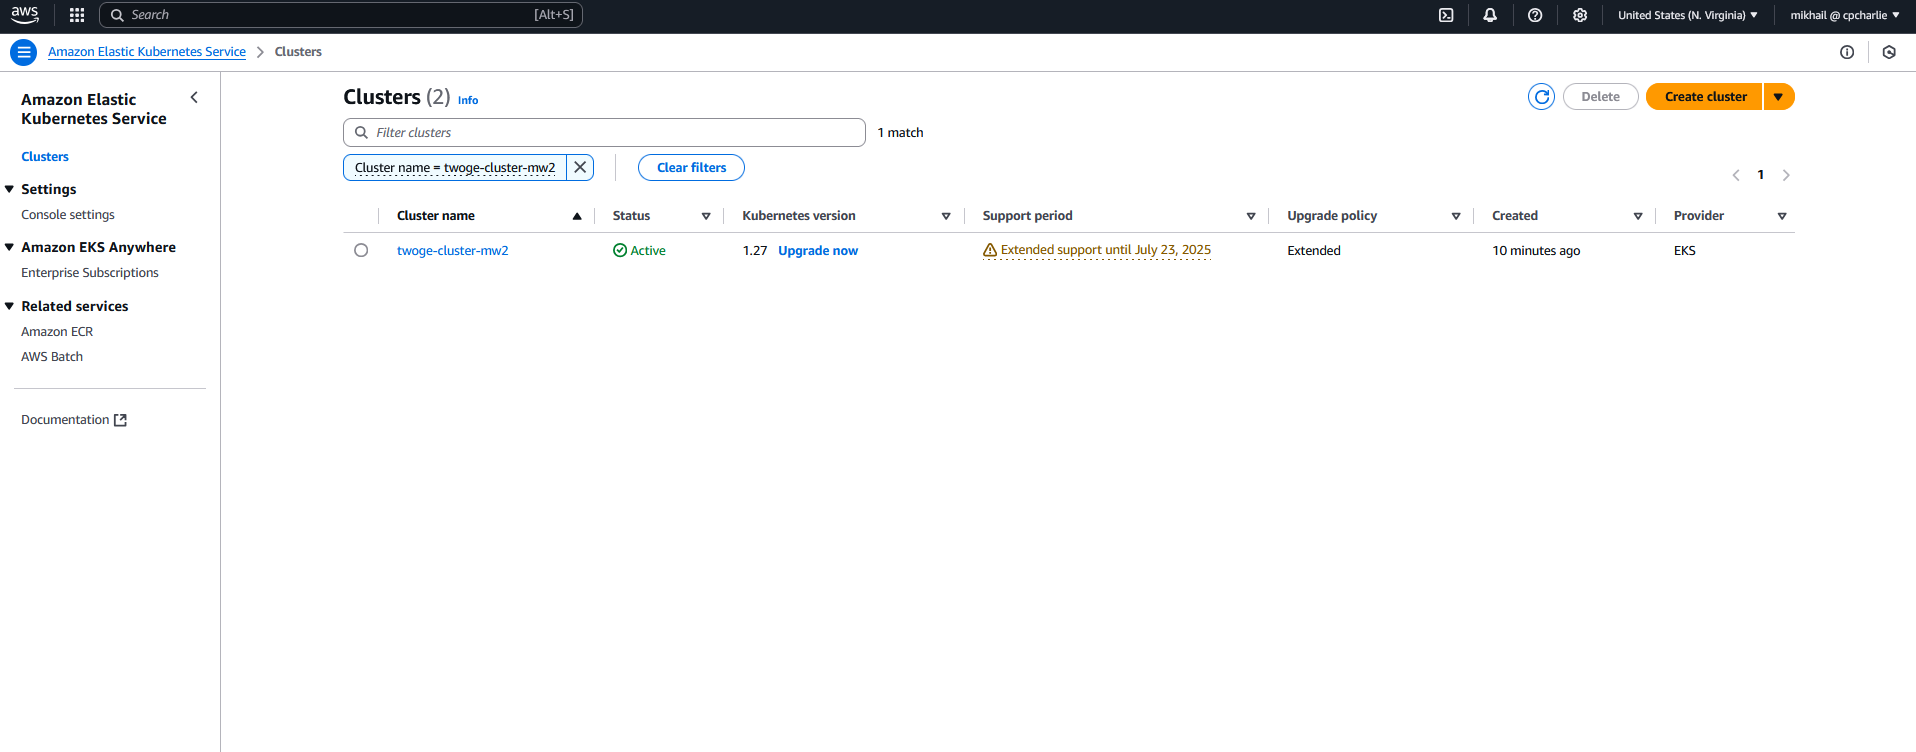 aws
Search [Alt+S]
United States (N. Virginia)
mikhail @ cpcharlie
Amazon Elastic Kubernetes Service > Clusters
Amazon Elastic
Kubernetes Service
Clusters
Settings
Console settings
Amazon EKS Anywhere
Enterprise Subscriptions
Related services
Amazon ECR
AWS Batch
Documentation
Clusters (2) Info
Delete
Create cluster
Filter clusters
1 match
Cluster name = twoge-cluster-mw2
Clear filters
1
Cluster name Status Kubernetes version Support period Upgrade policy Created Provider
twoge-cluster-mw2 Active 1.27 Upgrade now Extended support until July 23, 2025 Extended 10 minutes ago EKS